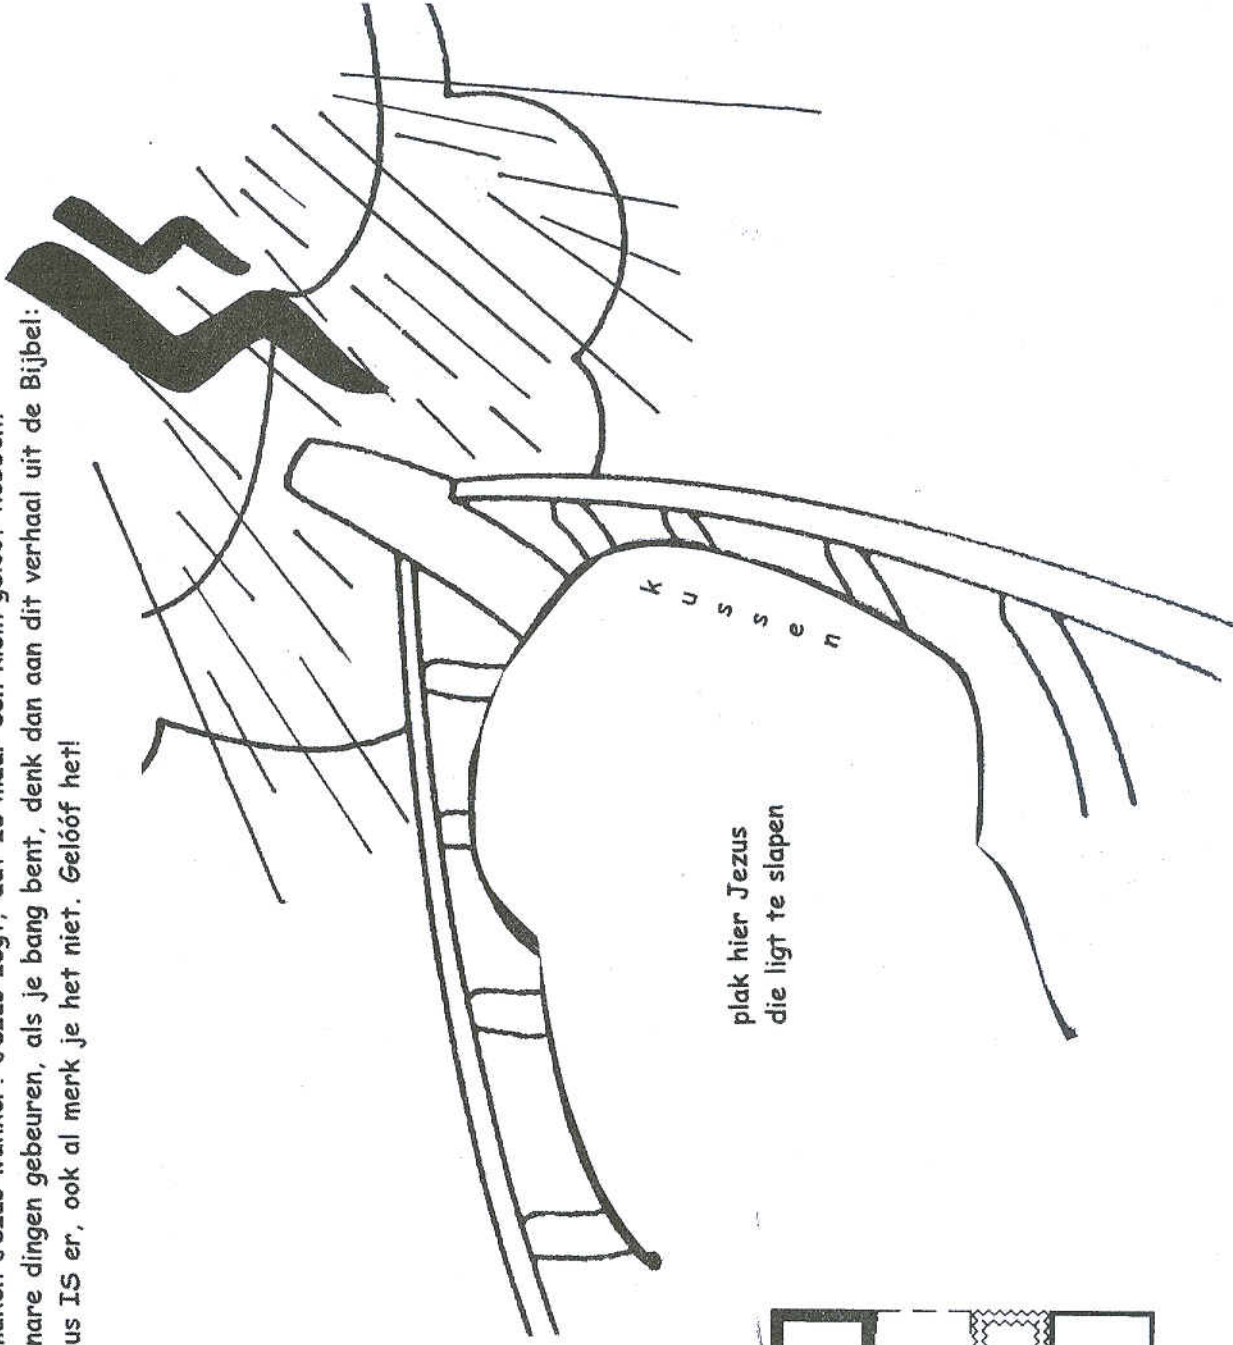 nare dingen gebeuren, als je bang bent, denk dan aan dit verhaal uit de Bijbel:
us IS er, ook al merk je het niet. Gelóóf het!
kussen
plak hier Jezus
die ligt te slapen